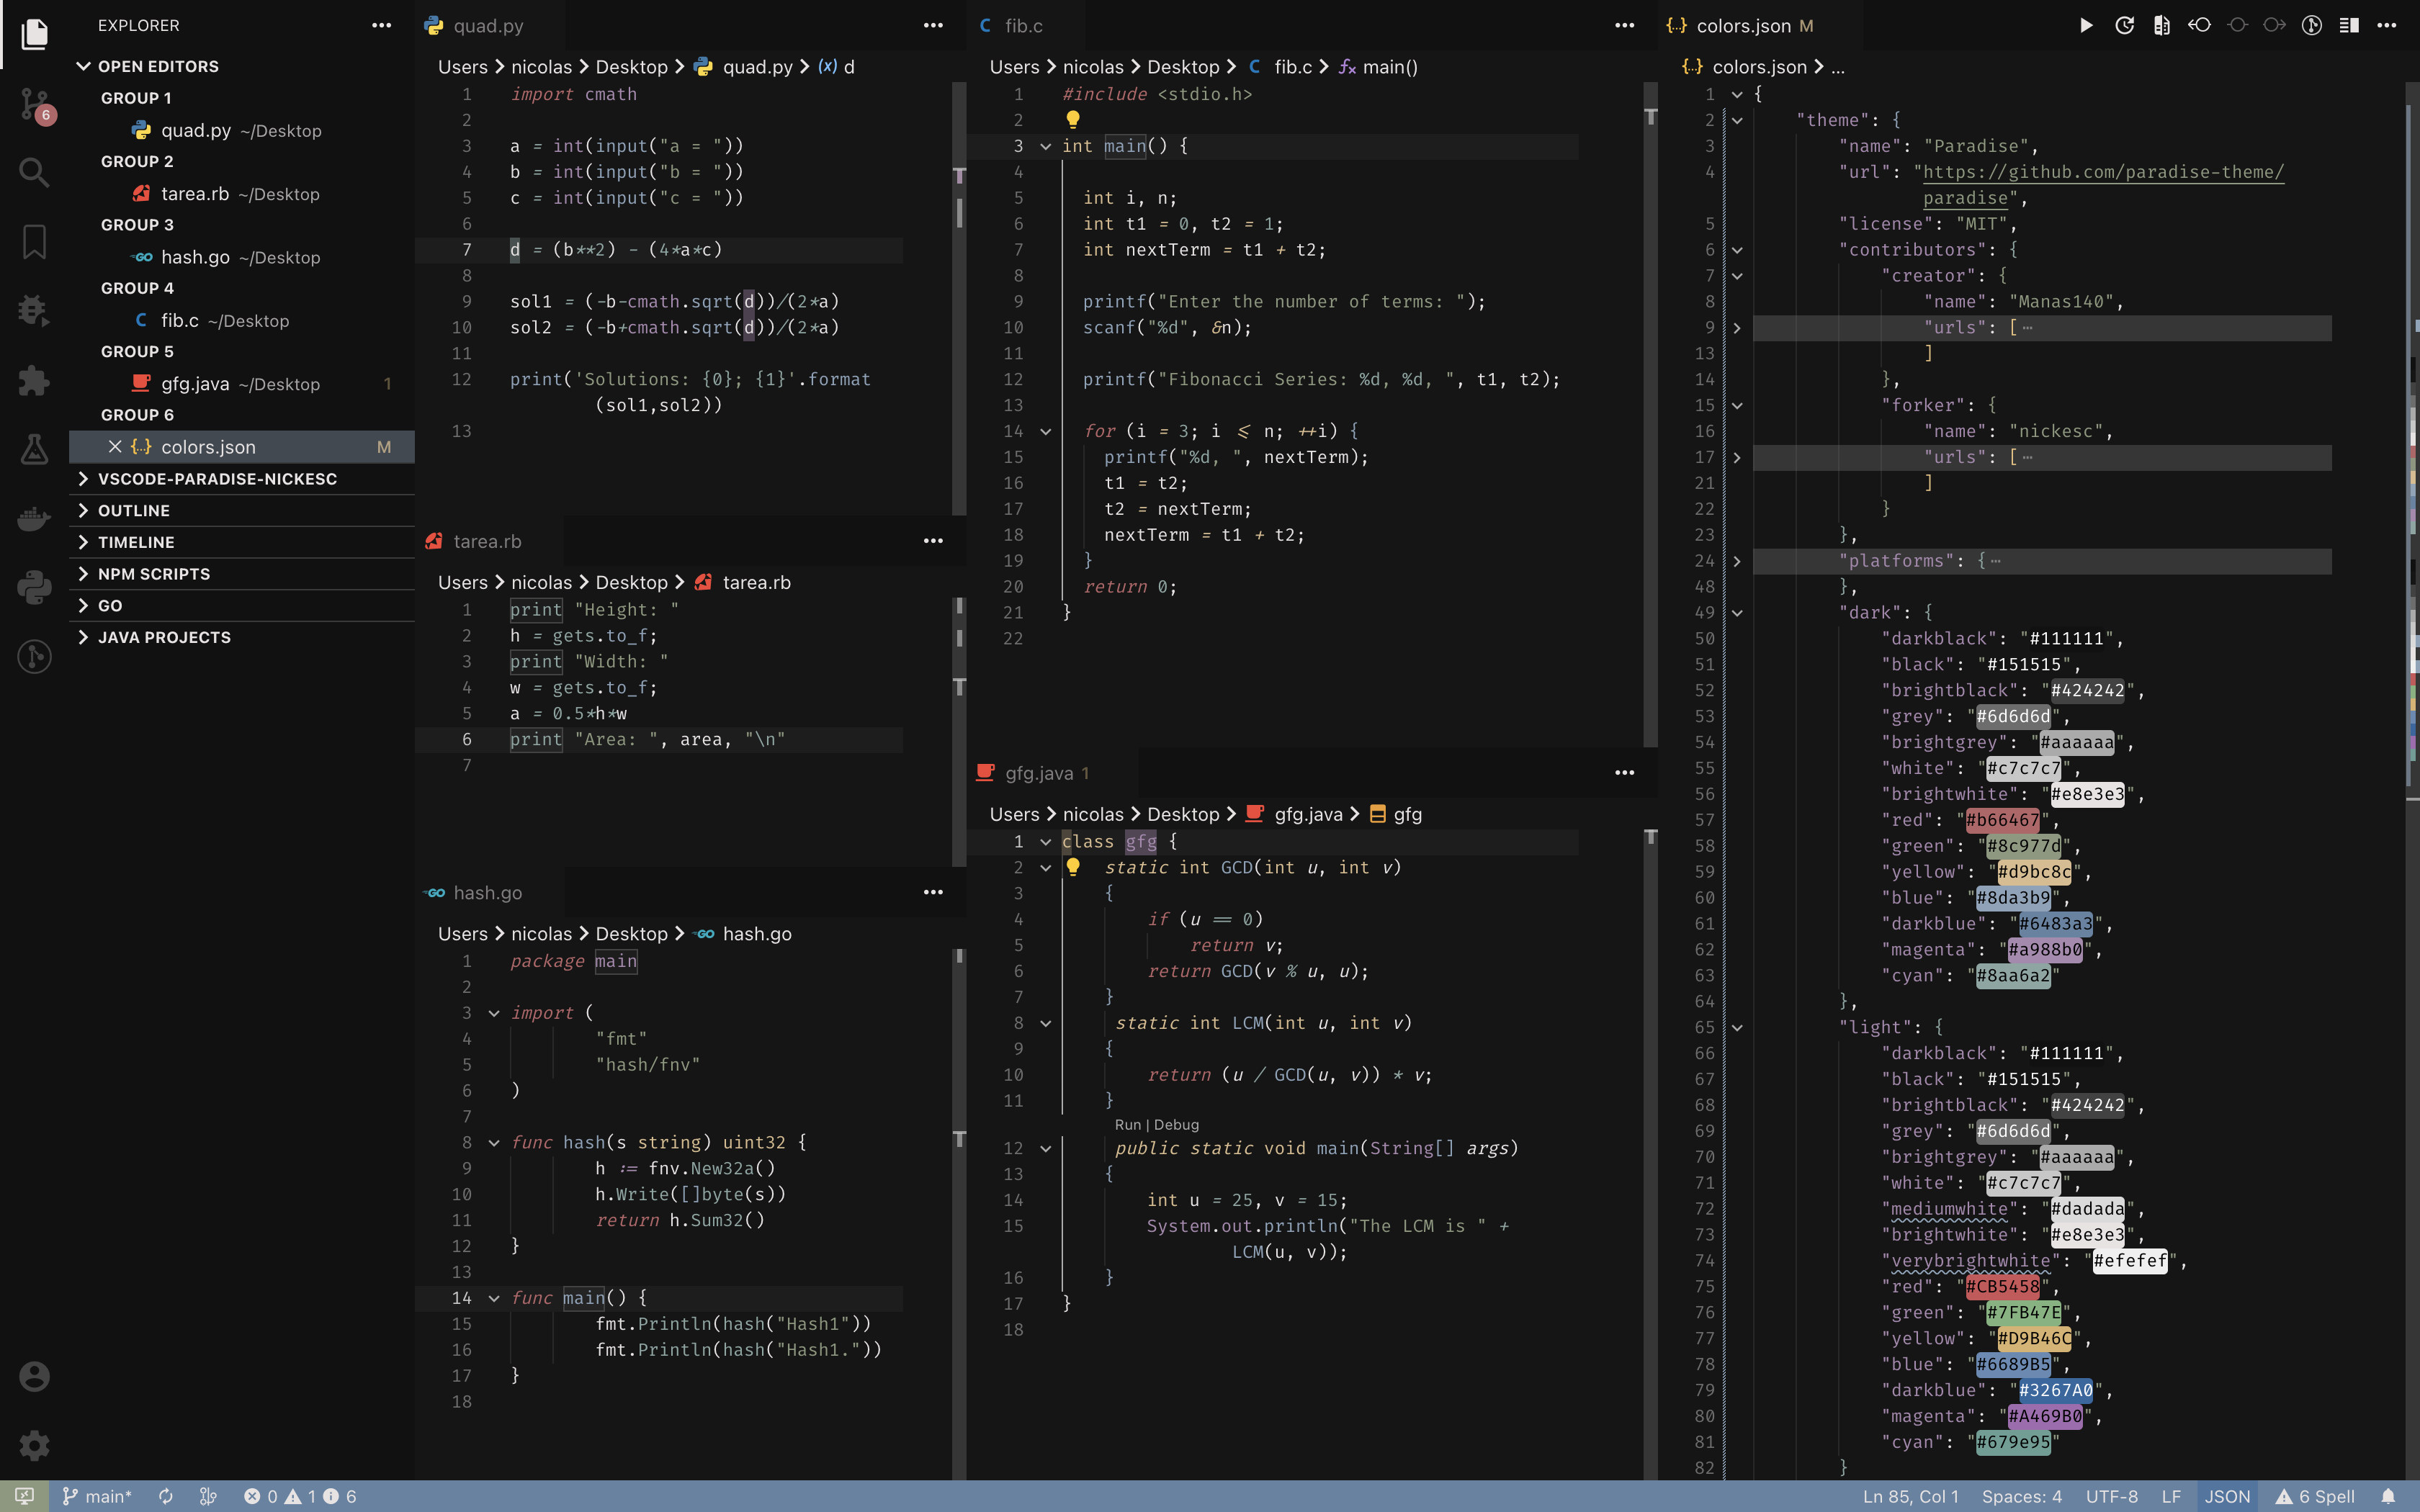 EXPLORER
OPEN EDITORS
GROUP 1
quad.py ~/Desktop
GROUP 2
tarea.rb ~/Desktop
GROUP 3
hash.go ~/Desktop
GROUP 4
fib.c ~/Desktop
GROUP 5
gfg.java ~/Desktop 1
GROUP 6
colors.json M
VSCODE-PARADISE-NICKESC
OUTLINE
TIMELINE
NPM SCRIPTS
GO
JAVA PROJECTS
6
quad.py
Users > nicolas > Desktop > quad.py > (x) d
1 import cmath
2
3 a = int(input("a = "))
4 b = int(input("b = "))
5 c = int(input("c = "))
6
7 d = (b**2) - (4*a*c)
8
9 sol1 = (-b-cmath.sqrt(d))/(2*a)
10 sol2 = (-b+cmath.sqrt(d))/(2*a)
11
12 print('Solutions: {0}; {1}'.format
(sol1,sol2))
13
tarea.rb
Users > nicolas > Desktop > tarea.rb
1 print "Height: "
2 h = gets.to_f;
3 print "Width: "
4 w = gets.to_f;
5 a = 0.5*h*w
6 print "Area: ", area, "\n"
7
hash.go
Users > nicolas > Desktop > hash.go
1 package main
2
3 import (
4 "fmt"
5 "hash/fnv"
6 )
7
8 func hash(s string) uint32 {
9 h := fnv.New32a()
10 h.Write([]byte(s))
11 return h.Sum32()
12 }
13
14 func main() {
15 fmt.Println(hash("Hash1"))
16 fmt.Println(hash("Hash1."))
17 }
18
C fib.c
Users > nicolas > Desktop > C fib.c > main()
1 #include <stdio.h>
2
3 int main() {
4
5 int i, n;
6 int t1 = 0, t2 = 1;
7 int nextTerm = t1 + t2;
8
9 printf("Enter the number of terms: ");
10 scanf("%d", &n);
11
12 printf("Fibonacci Series: %d, %d, ", t1, t2);
13
14 for (i = 3; i <= n; ++i) {
15 printf("%d, ", nextTerm);
16 t1 = t2;
17 t2 = nextTerm;
18 nextTerm = t1 + t2;
19 }
20 return 0;
21 }
22
gfg.java 1
Users > nicolas > Desktop > gfg.java > gfg
1 class gfg {
2 static int GCD(int u, int v)
3 {
4 if (u == 0)
5 return v;
6 return GCD(v % u, u);
7 }
8 static int LCM(int u, int v)
9 {
10 return (u / GCD(u, v)) * v;
11 }
Run | Debug
12 public static void main(String[] args)
13 {
14 int u = 25, v = 15;
15 System.out.println("The LCM is " +
LCM(u, v));
16 }
17 }
18
{..} colors.json M
{..} colors.json > ...
1 {
2 "theme": {
3 "name": "Paradise",
4 "url": "https://github.com/paradise-theme/
paradise",
5 "license": "MIT",
6 "contributors": {
7 "creator": {
8 "name": "Manas140",
9 "urls": [ ⋯
13 ]
14 },
15 "forker": {
16 "name": "nickesc",
17 "urls": [ ⋯
21 ]
22 }
23 },
24 "platforms": { ⋯
48 },
49 "dark": {
50 "darkblack": "#111111",
51 "black": "#151515",
52 "brightblack": "#424242",
53 "grey": "#6d6d6d",
54 "brightgrey": "#aaaaaa",
55 "white": "#c7c7c7",
56 "brightwhite": "#e8e3e3",
57 "red": "#b66467",
58 "green": "#8c977d",
59 "yellow": "#d9bc8c",
60 "blue": "#8da3b9",
61 "darkblue": "#6483a3",
62 "magenta": "#a988b0",
63 "cyan": "#8aa6a2"
64 },
65 "light": {
66 "darkblack": "#111111",
67 "black": "#151515",
68 "brightblack": "#424242",
69 "grey": "#6d6d6d",
70 "brightgrey": "#aaaaaa",
71 "white": "#c7c7c7",
72 "mediumwhite": "#dadada",
73 "brightwhite": "#e8e3e3",
74 "verybrightwhite": "#efefef",
75 "red": "#CB5458",
76 "green": "#7FB47E",
77 "yellow": "#D9B46C",
78 "blue": "#6689B5",
79 "darkblue": "#3267A0",
80 "magenta": "#A469B0",
81 "cyan": "#679e95"
82 }
main* 0 1 6 Ln 85, Col 1 Spaces: 4 UTF-8 LF JSON 6 Spell